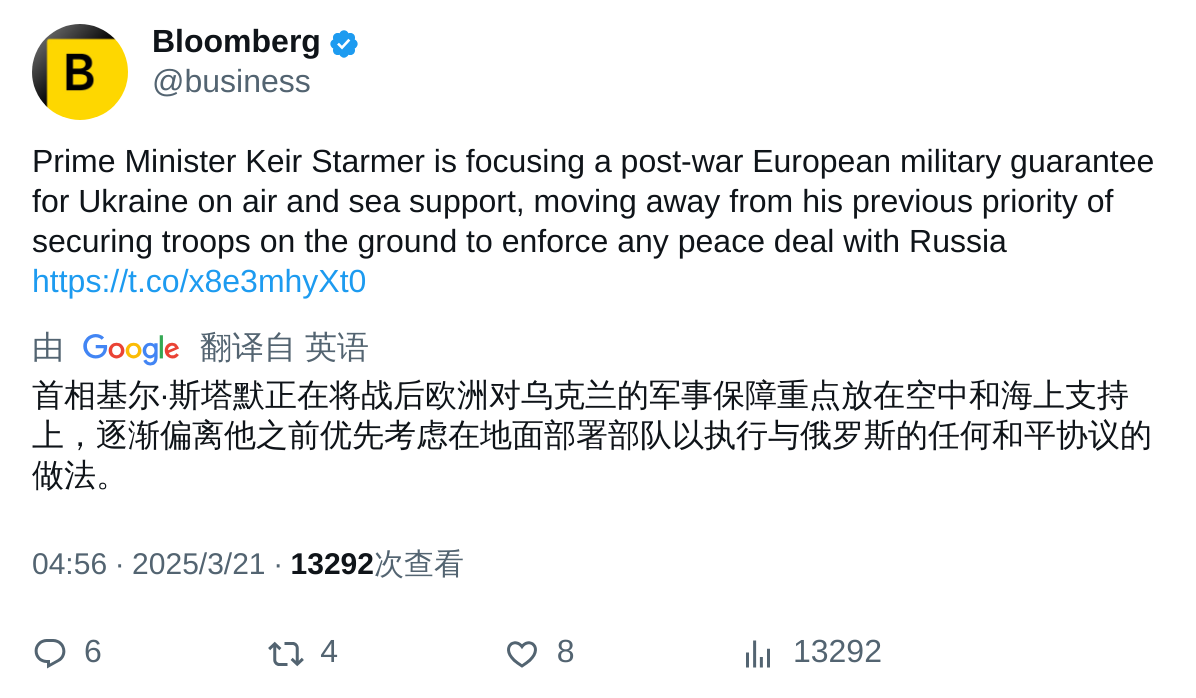 B
Bloomberg
@business
Prime Minister Keir Starmer is focusing a post-war European military guarantee
for Ukraine on air and sea support, moving away from his previous priority of
securing troops on the ground to enforce any peace deal with Russia
https://t.co/x8e3mhyXt0
由 Google 翻译自 英语
首相基尔·斯塔默正在将战后欧洲对乌克兰的军事保障重点放在空中和海上支持
上，逐渐偏离他之前优先考虑在地面部署部队以执行与俄罗斯的任何和平协议的
做法。
04:56 · 2025/3/21 · 13292次查看
6 4 8 13292